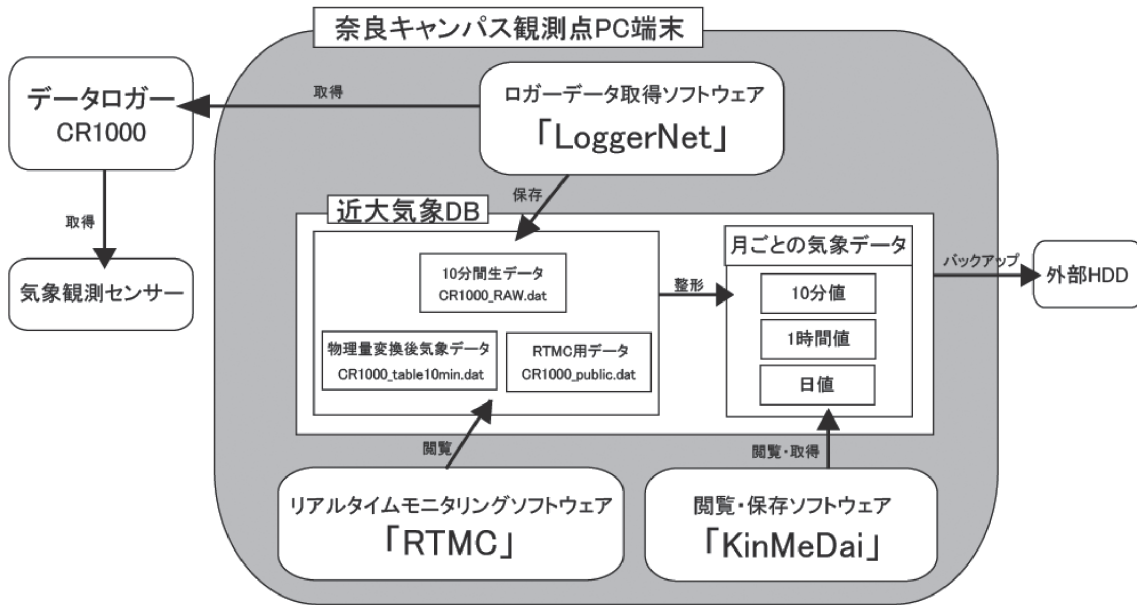 奈良キャンパス観測点PC端末
データロガー
CR1000
取得
ロガーデータ取得ソフトウェア
「LoggerNet」
取得
保存
気象観測センサー
近大気象DB
10分間生データ
CR1000_RAW.dat
物理量変換後気象データ
CR1000_table10min.dat
RTMC用データ
CR1000_public.dat
整形
月ごとの気象データ
10分値
1時間値
日値
バックアップ
外部HDD
閲覧
閲覧・取得
リアルタイムモニタリングソフトウェア
「RTMC」
閲覧・保存ソフトウェア
「KinMeDai」